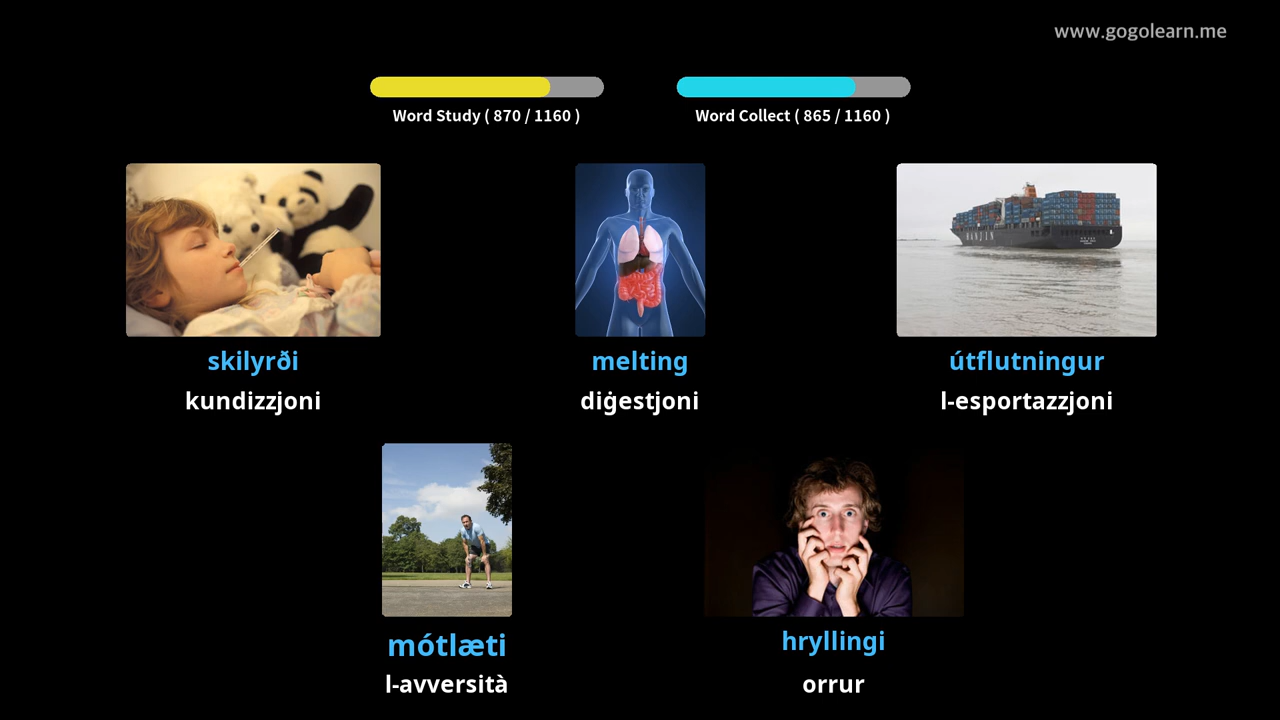 www.gogolearn.me
Word Study ( 870 / 1160 )
Word Collect ( 865 / 1160 )
HANJIN
skilyrði
melting
útflutningur
kundizzjoni
diġestjoni
l-esportazzjoni
mótlæti
hryllingi
l-avversità
orrur